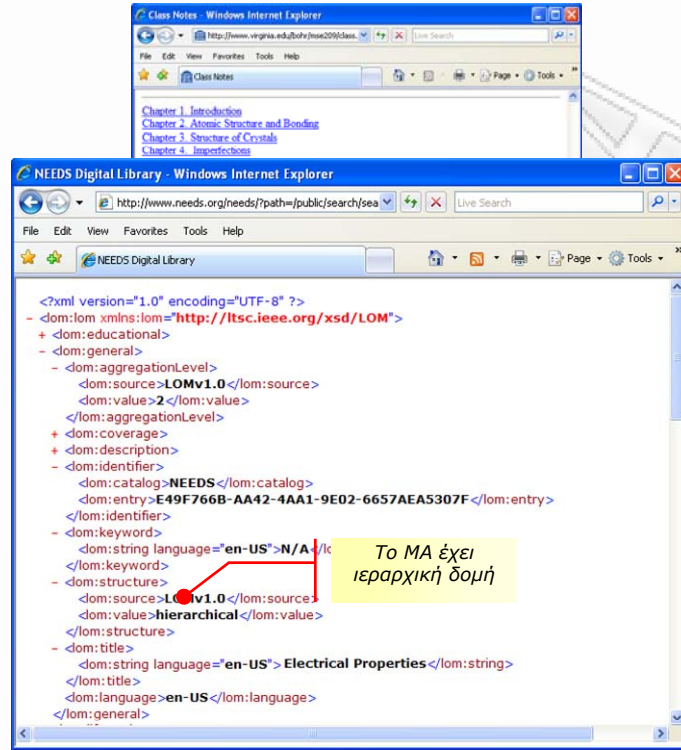 Class Notes - Windows Internet Explorer
http://www.virginia.edu/bohr/mse209/class.
Live Search
File Edit View Favorites Tools Help
Class Notes
Page Tools
Chapter 1. Introduction
Chapter 2. Atomic Structure and Bonding
Chapter 3. Structure of Crystals
Chapter 4. Imperfections
NEEDS Digital Library - Windows Internet Explorer
http://www.needs.org/needs/?path=/public/search/sea
Live Search
File Edit View Favorites Tools Help
NEEDS Digital Library
Page Tools
<?xml version="1.0" encoding="UTF-8" ?>
- <lom:lom xmlns:lom="http://ltsc.ieee.org/xsd/LOM">
+ <lom:educational>
- <lom:general>
- <lom:aggregationLevel>
<lom:source>LOMv1.0</lom:source>
<lom:value>2</lom:value>
</lom:aggregationLevel>
+ <lom:coverage>
+ <lom:description>
- <lom:identifier>
<lom:catalog>NEEDS</lom:catalog>
<lom:entry>E49F766B-AA42-4AA1-9E02-6657AEA5307F</lom:entry>
</lom:identifier>
- <lom:keyword>
<lom:string language="en-US">N/A</lo
</lom:keyword>
Το ΜΑ έχει
ιεραρχική δομή
- <lom:structure>
<lom:source>LOMv1.0</lom:source>
<lom:value>hierarchical</lom:value>
</lom:structure>
- <lom:title>
<lom:string language="en-US">Electrical Properties</lom:string>
</lom:title>
<lom:language>en-US</lom:language>
</lom:general>